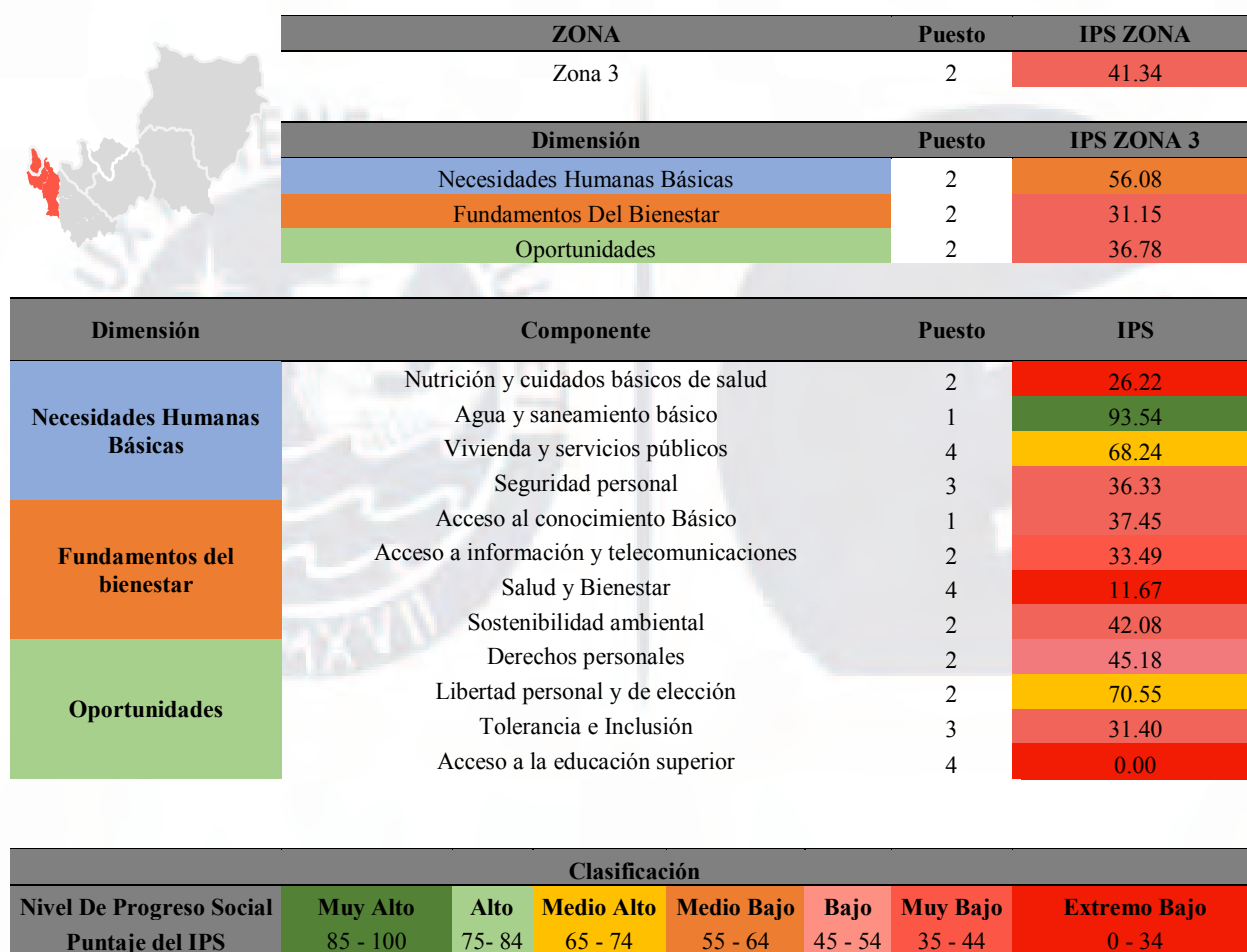 ZONA Puesto IPS ZONA
Zona 3 2 41.34
Dimensión Puesto IPS ZONA 3
Necesidades Humanas Básicas 2 56.08
Fundamentos Del Bienestar 2 31.15
Oportunidades 2 36.78
Dimensión Componente Puesto IPS
Necesidades Humanas Básicas
Nutrición y cuidados básicos de salud 2 26.22
Agua y saneamiento básico 1 93.54
Vivienda y servicios públicos 4 68.24
Seguridad personal 3 36.33
Fundamentos del bienestar
Acceso al conocimiento Básico 1 37.45
Acceso a información y telecomunicaciones 2 33.49
Salud y Bienestar 4 11.67
Sostenibilidad ambiental 2 42.08
Oportunidades
Derechos personales 2 45.18
Libertad personal y de elección 2 70.55
Tolerancia e Inclusión 3 31.40
Acceso a la educación superior 4 0.00
Clasificación
Nivel De Progreso Social Muy Alto Alto Medio Alto Medio Bajo Bajo Muy Bajo Extremo Bajo
Puntaje del IPS 85 - 100 75- 84 65 - 74 55 - 64 45 - 54 35 - 44 0 - 34